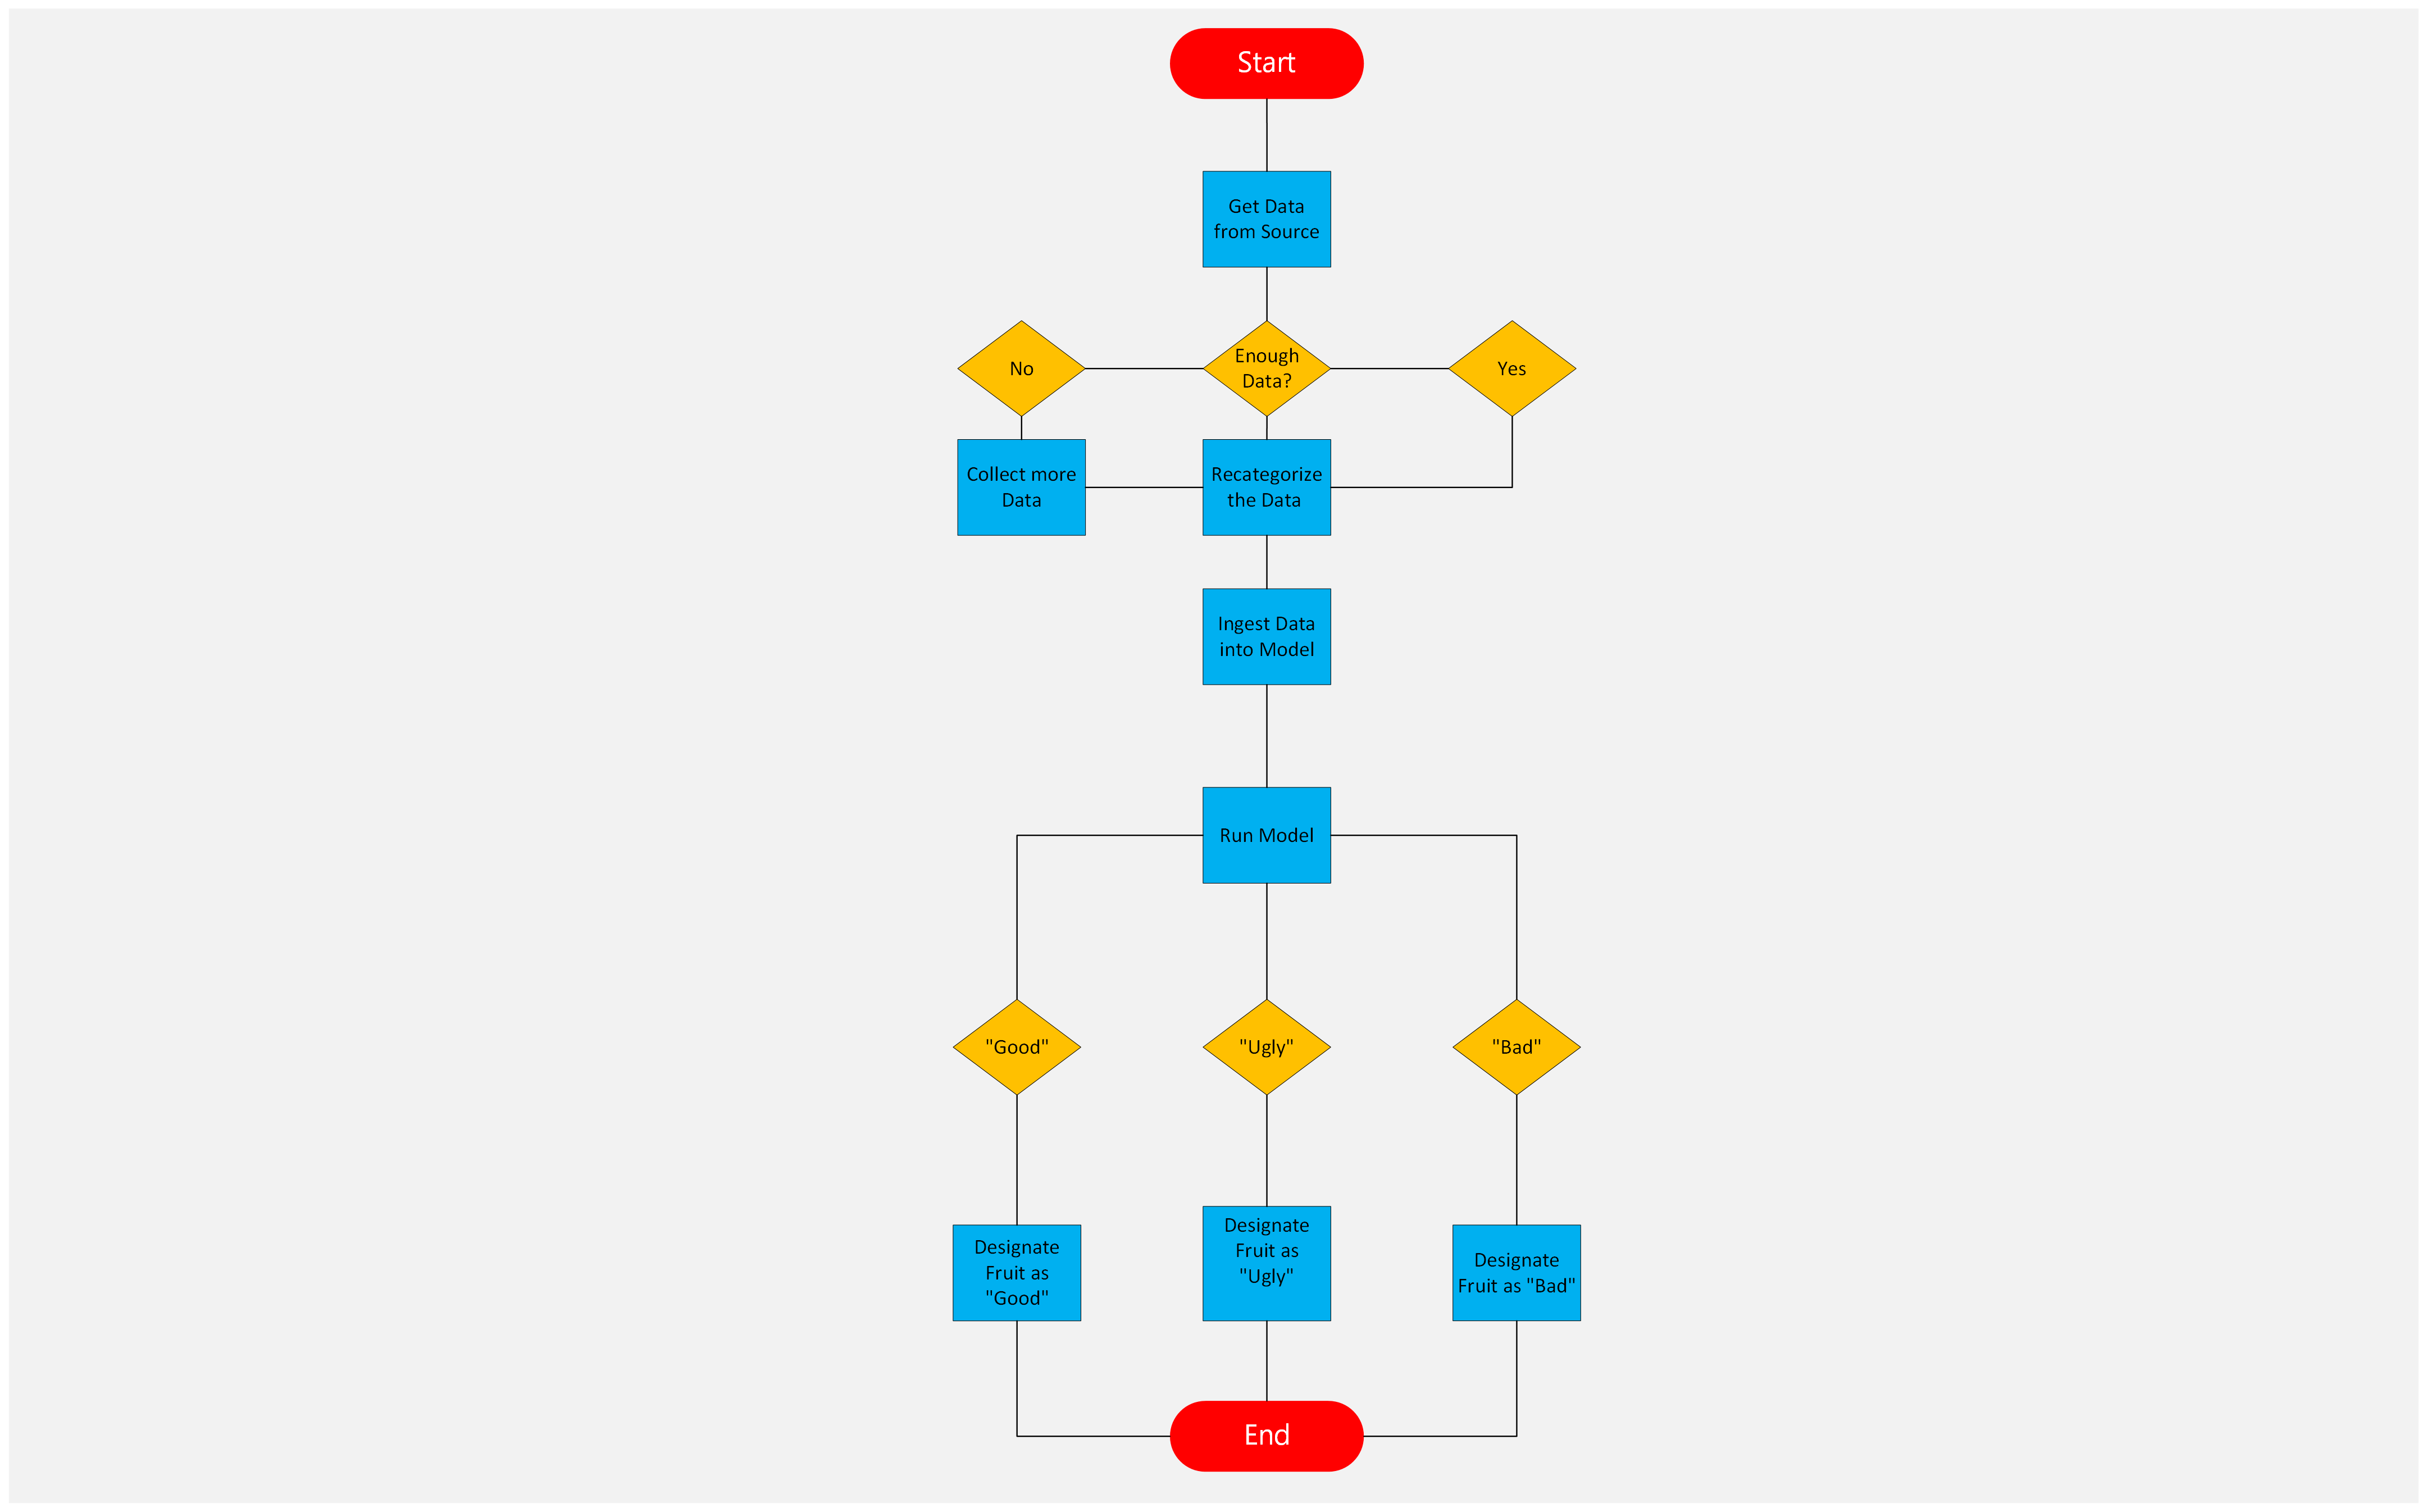 Start
Get Data
from Source
No
Enough
Data?
Yes
Collect more
Data
Recategorize
the Data
Ingest Data
into Model
Run Model
"Good"
"Ugly"
"Bad"
Designate
Fruit as
"Good"
Designate
Fruit as
"Ugly"
Designate
Fruit as "Bad"
End